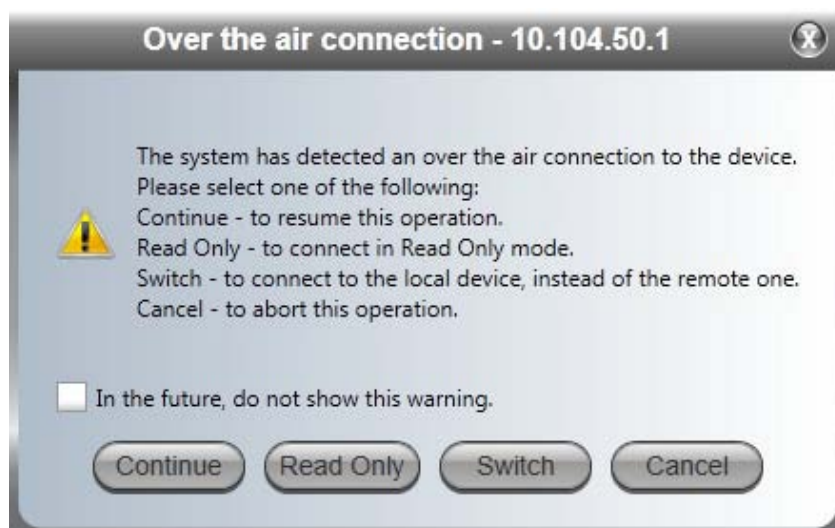 Over the air connection - 10.104.50.1
The system has detected an over the air connection to the device.
Please select one of the following:
Continue - to resume this operation.
Read Only - to connect in Read Only mode.
Switch - to connect to the local device, instead of the remote one.
Cancel - to abort this operation.
In the future, do not show this warning.
Continue Read Only Switch Cancel